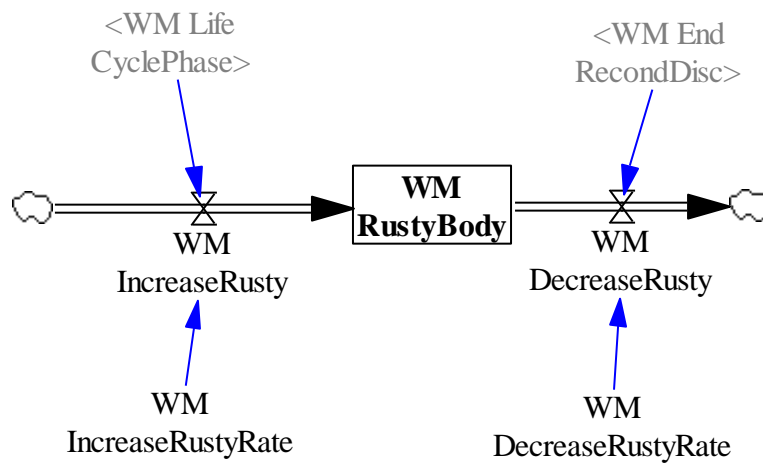 <WM Life
CyclePhase>
<WM End
RecondDisc>
WM
RustyBody
WM
IncreaseRusty
WM
DecreaseRusty
WM
IncreaseRustyRate
WM
DecreaseRustyRate